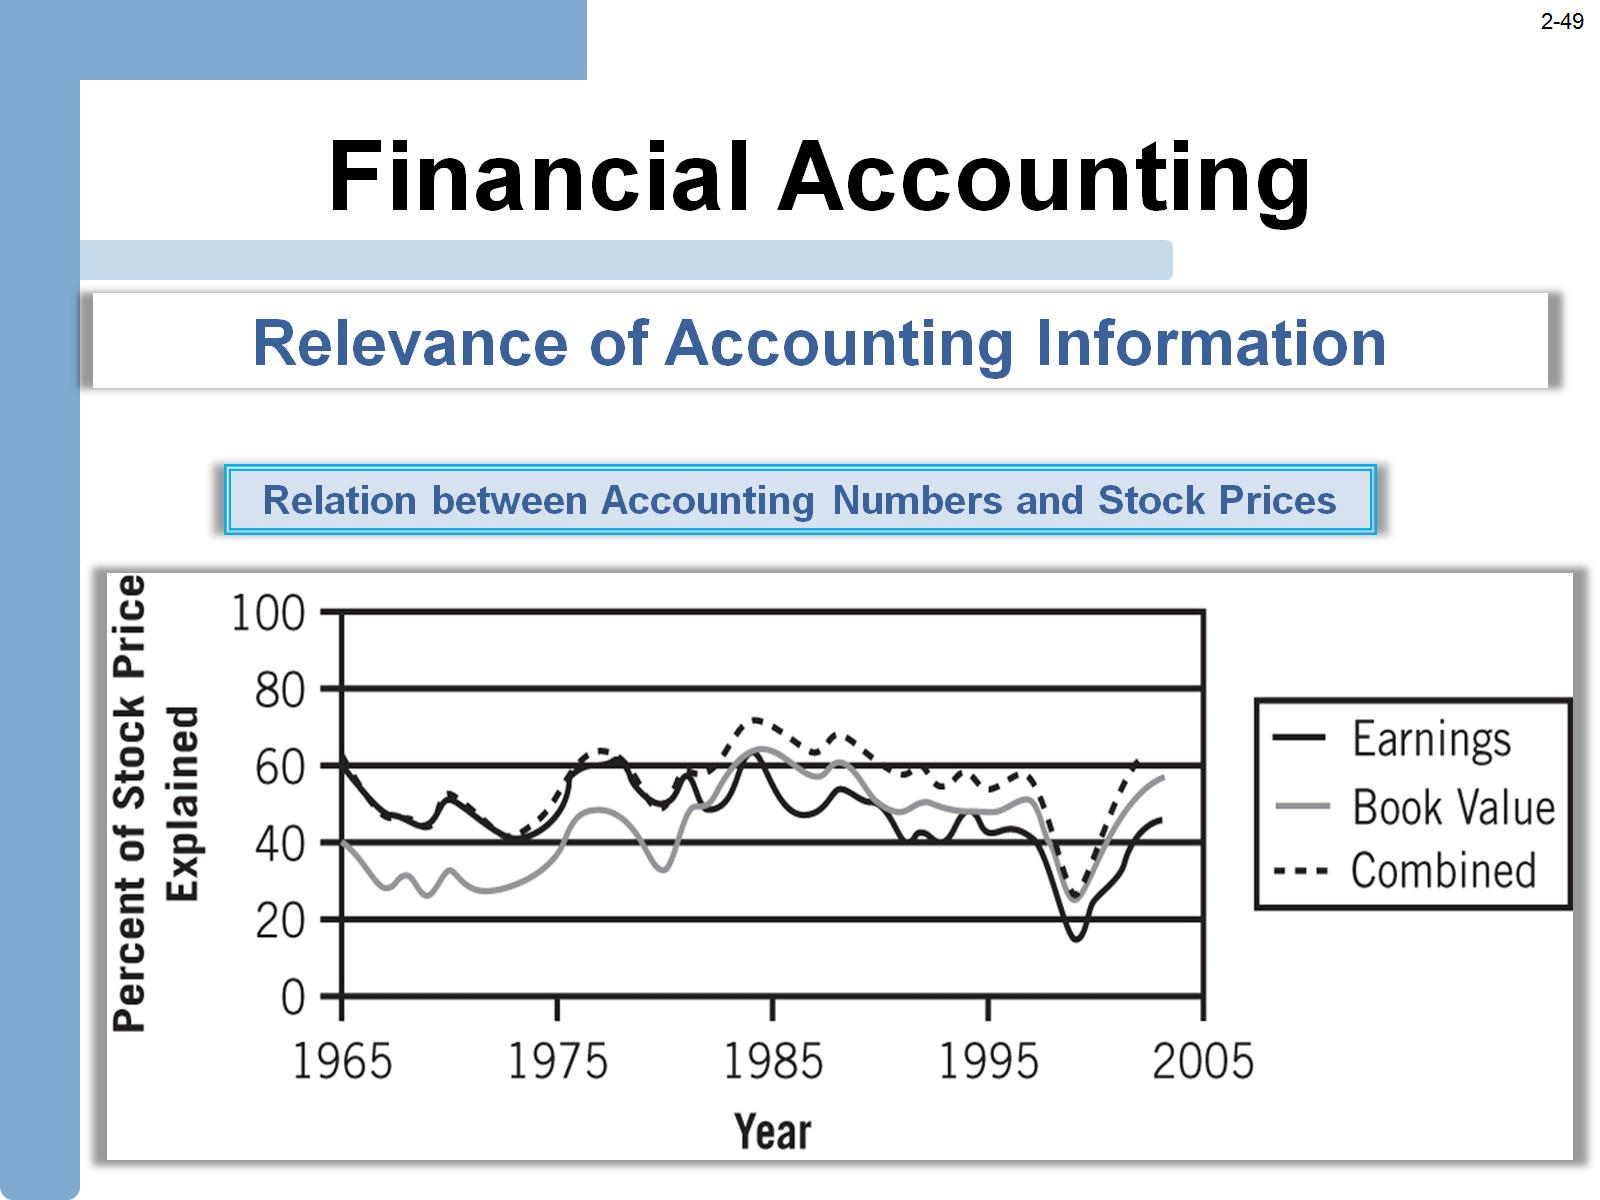 2-49
Financial Accounting
Relevance of Accounting Information
Relation between Accounting Numbers and Stock Prices
Percent of Stock Price
Explained
100
80
60
40
20
0
1965 1975 1985 1995 2005
Year
Earnings
Book Value
Combined